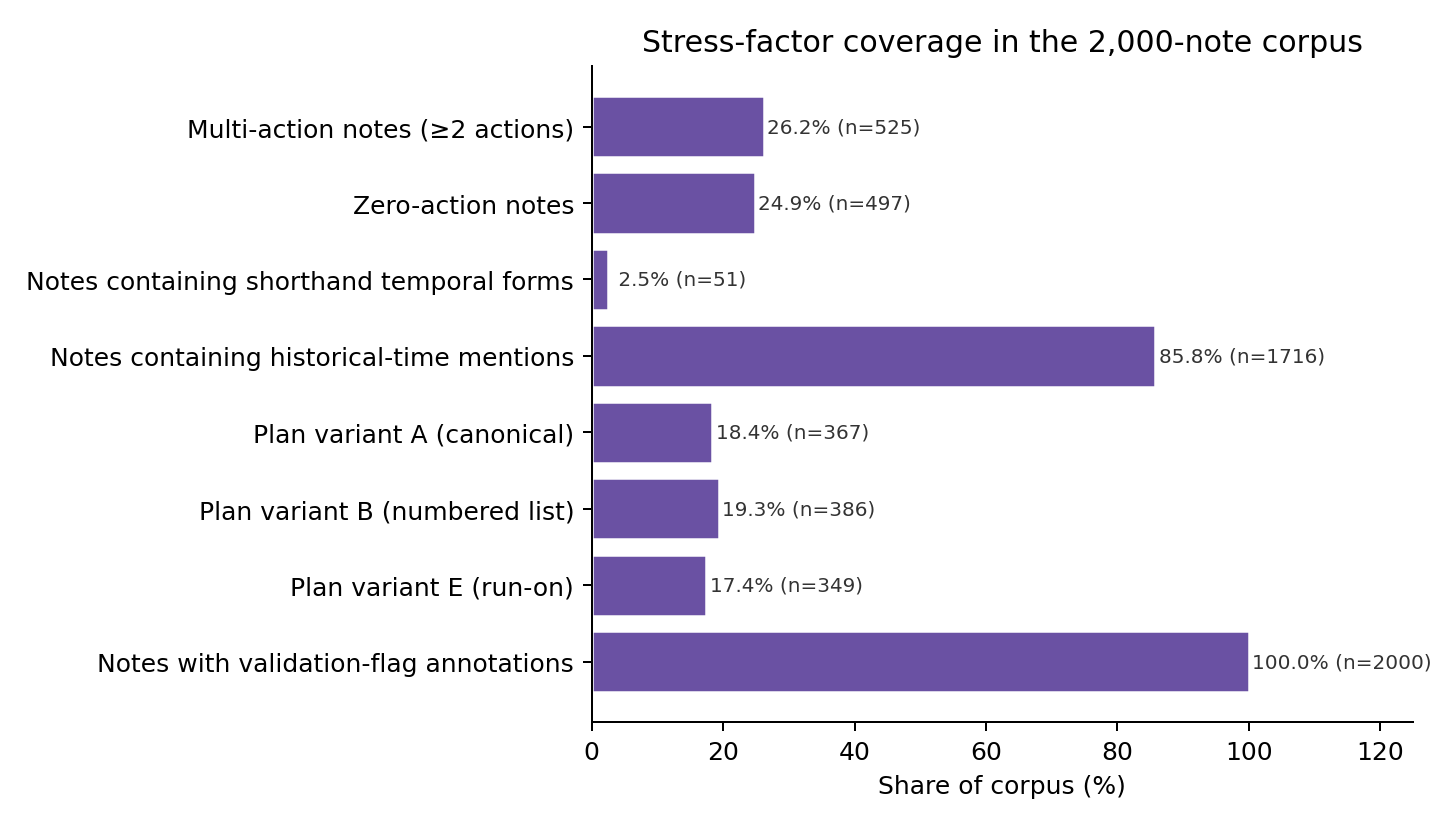 Stress-factor coverage in the 2,000-note corpus
Multi-action notes (≥2 actions)
26.2% (n=525)
Zero-action notes
24.9% (n=497)
Notes containing shorthand temporal forms
2.5% (n=51)
Notes containing historical-time mentions
85.8% (n=1716)
Plan variant A (canonical)
18.4% (n=367)
Plan variant B (numbered list)
19.3% (n=386)
Plan variant E (run-on)
17.4% (n=349)
Notes with validation-flag annotations
100.0% (n=2000)
0 20 40 60 80 100 120
Share of corpus (%)